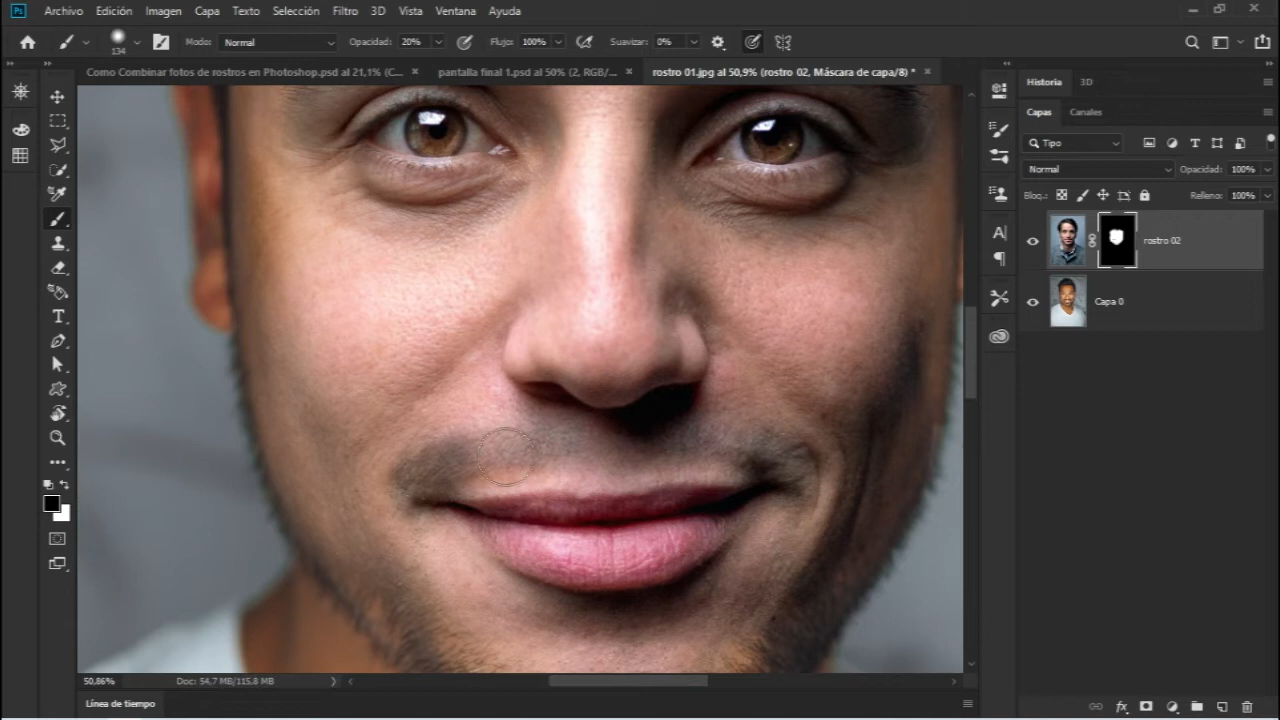 Ps Archivo Edición Imagen Capa Texto Selección Filtro 3D Vista Ventana Ayuda
134 Modo: Normal Opacidad: 20% Flujo: 100% Suavizar: 0%
Como Combinar fotos de rostros en Photoshop.psd al 21,1% (C... × pantalla final 1.psd al 50% (2, RGB/... × rostro 01.jpg al 50,9% (rostro 02, Máscara de capa/8) * ×
Historia 3D
Capas Canales
Tipo
Normal Opacidad: 100%
Bloq.: Relleno: 100%
rostro 02
Capa 0
50,86% Doc: 54,7 MB/115,8 MB
Línea de tiempo